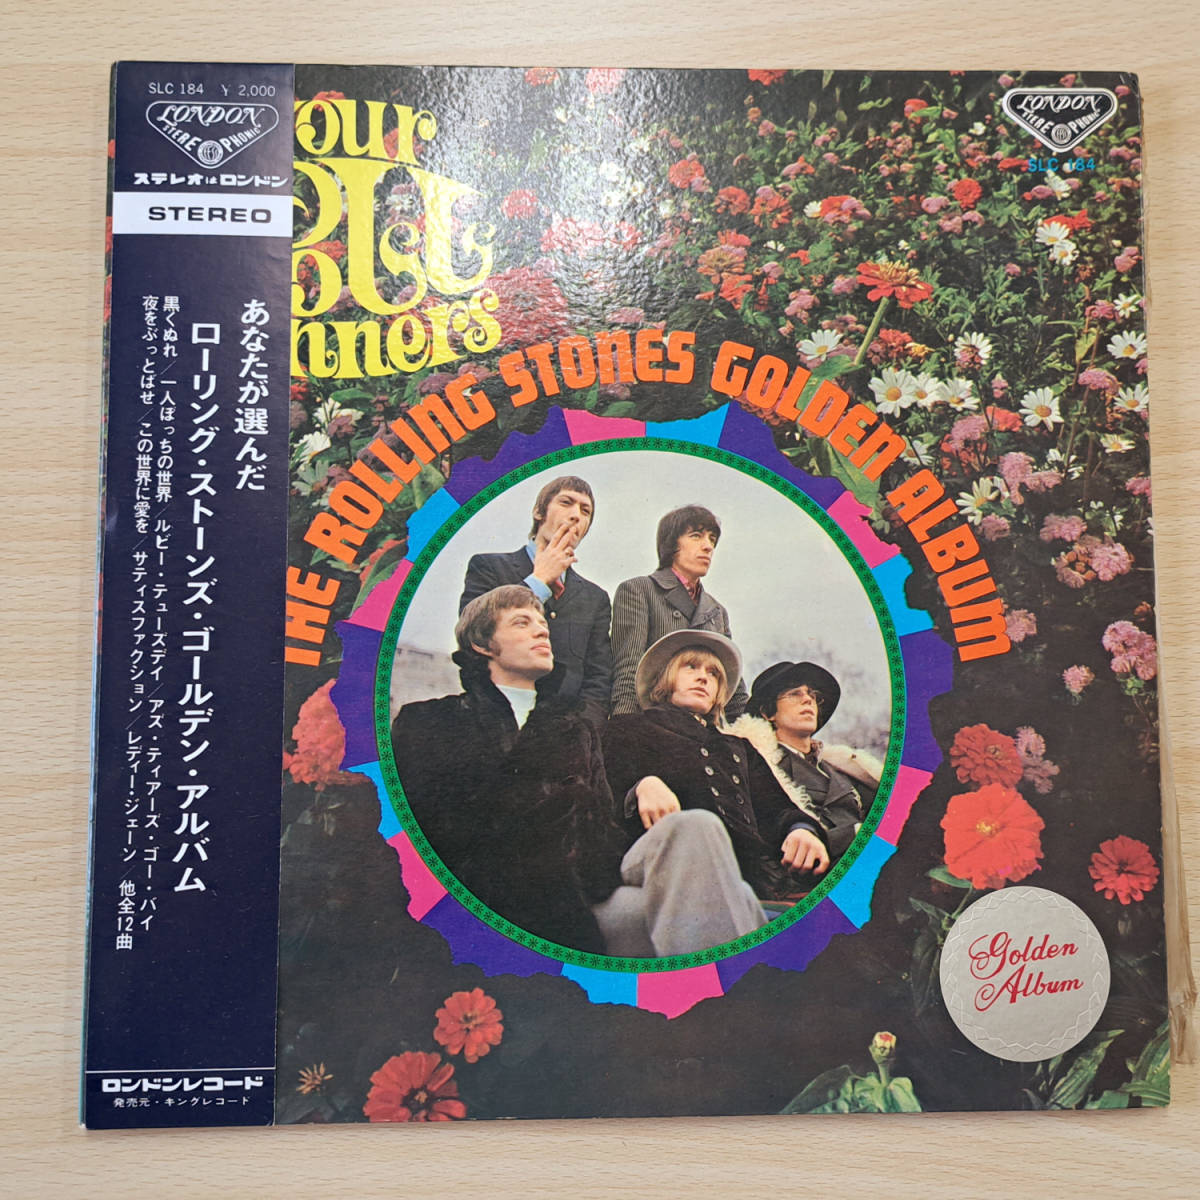 SLC 184 ￥2,000
LONDON
STEREOPHONIC
ステレオはロンドン
STEREO
あなたが選んだ
ローリング・ストーンズ・ゴールデン・アルバム
黒くぬれ／一人ぼっちの世界／ルビー・テューズデイ／アズ・ティアーズ・ゴー・バイ
夜をぶっとばせ／この世界に愛を／サティスファクション／レディー・ジェーン／他全12曲
ロンドンレコード
発売元・キングレコード
our
nners
THE ROLLING STONES GOLDEN ALBUM
LONDON
STEREOPHONIC
SLC 184
Golden
Album